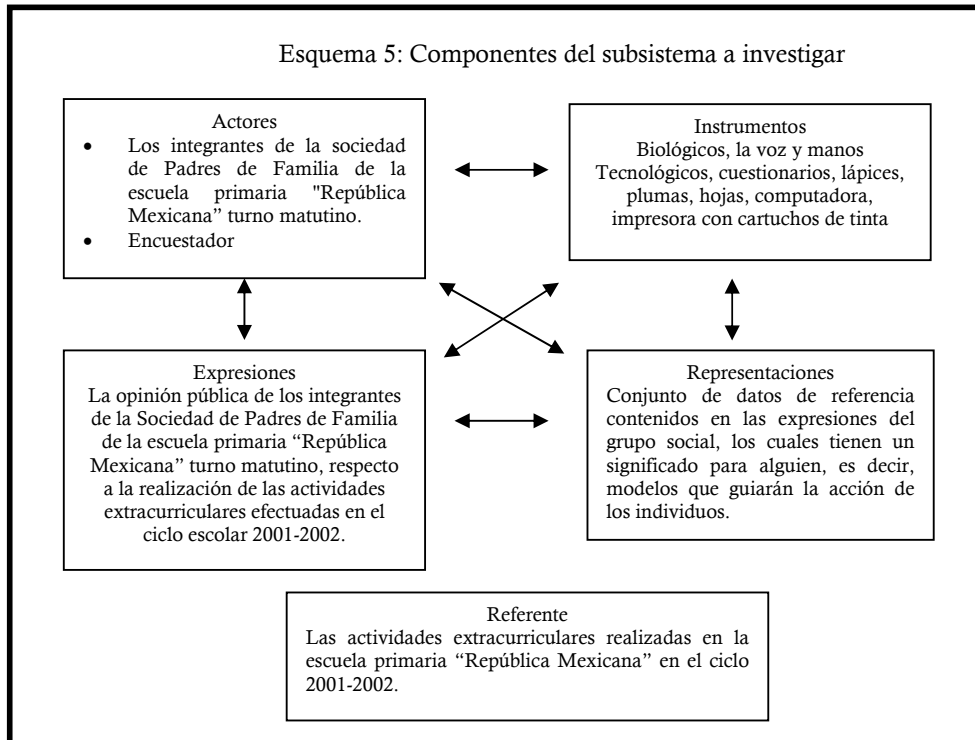 Esquema 5: Componentes del subsistema a investigar
Actores
• Los integrantes de la sociedad
de Padres de Familia de la
escuela primaria "República
Mexicana” turno matutino.
• Encuestador
Instrumentos
Biológicos, la voz y manos
Tecnológicos, cuestionarios, lápices,
plumas, hojas, computadora,
impresora con cartuchos de tinta
Expresiones
La opinión pública de los integrantes
de la Sociedad de Padres de Familia
de la escuela primaria “República
Mexicana” turno matutino, respecto
a la realización de las actividades
extracurriculares efectuadas en el
ciclo escolar 2001-2002.
Representaciones
Conjunto de datos de referencia
contenidos en las expresiones del
grupo social, los cuales tienen un
significado para alguien, es decir,
modelos que guiarán la acción de
los individuos.
Referente
Las actividades extracurriculares realizadas en la
escuela primaria “República Mexicana” en el ciclo
2001-2002.